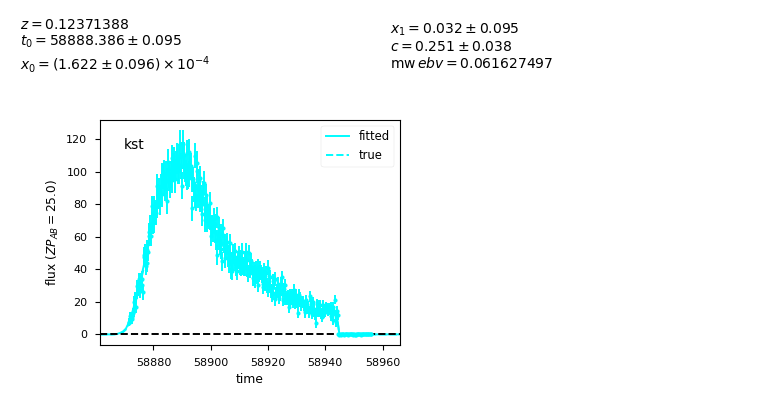 z = 0.12371388
t₀ = 58888.386 ± 0.095
x₀ = (1.622 ± 0.096) × 10⁻⁴
x₁ = 0.032 ± 0.095
c = 0.251 ± 0.038
mw ebv = 0.061627497
kst
fitted
true
flux (ZP_AB = 25.0)
120
100
80
60
40
20
0
58880 58900 58920 58940 58960
time